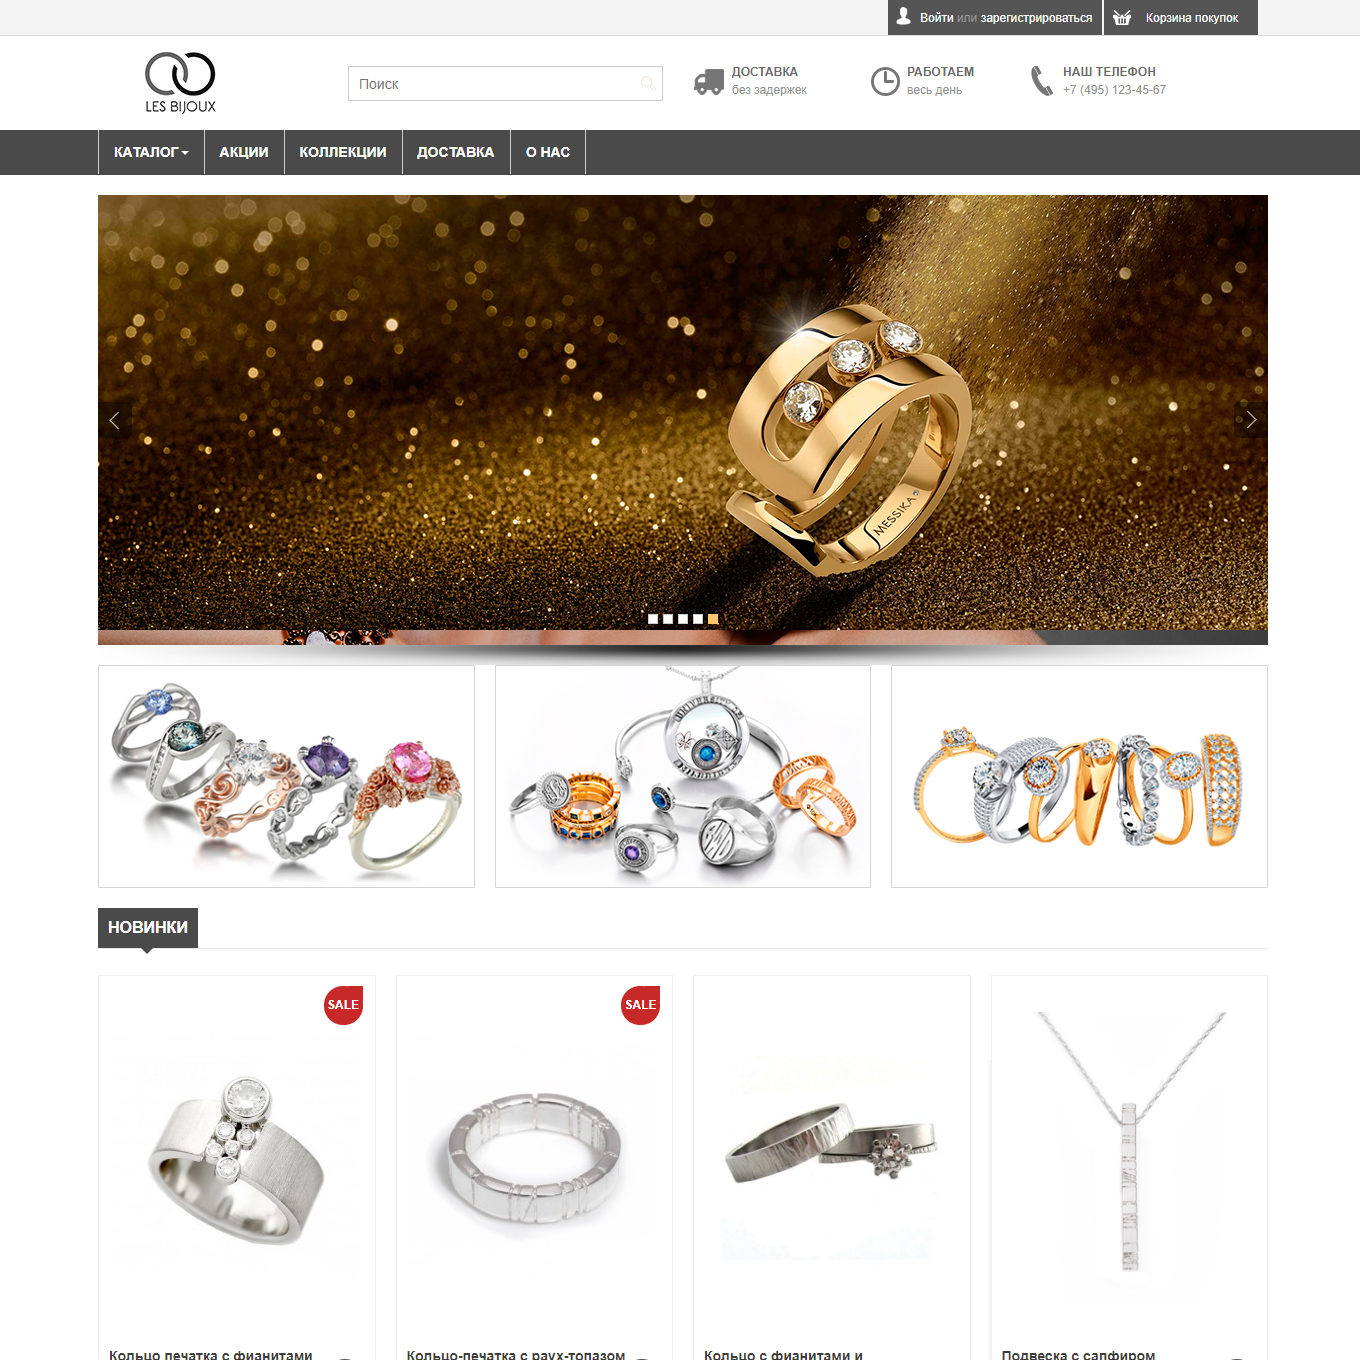 Войти или зарегистрироваться
Корзина покупок
LES BIJOUX
Поиск
ДОСТАВКА
без задержек
РАБОТАЕМ
весь день
НАШ ТЕЛЕФОН
+7 (495) 123-45-67
КАТАЛОГ
АКЦИИ
КОЛЛЕКЦИИ
ДОСТАВКА
О НАС
MESSIKA
НОВИНКИ
SALE
SALE
Кольцо печатка с фианитами
Кольцо-печатка с раух-топазом
Кольцо с фианитами и
Подвеска с сапфиром